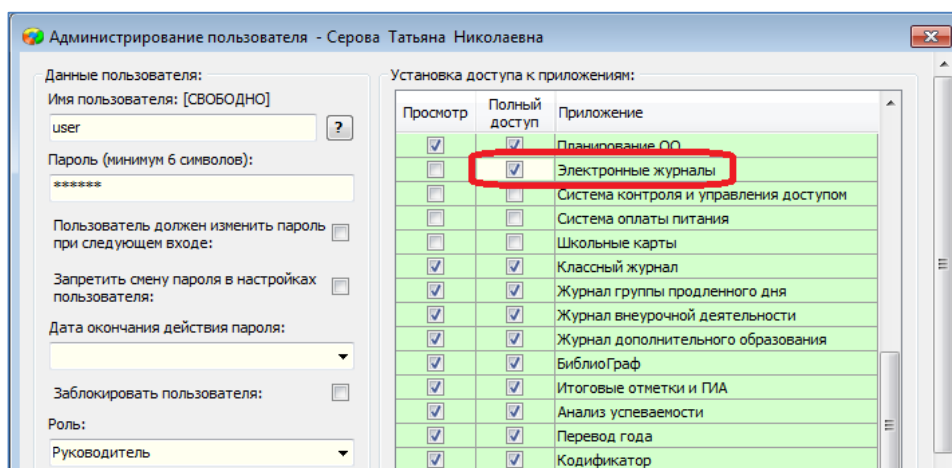 Администрирование пользователя - Серова Татьяна Николаевна
Данные пользователя:
Имя пользователя: [СВОБОДНО]
user
?
Пароль (минимум 6 символов):
******
Пользователь должен изменить пароль
при следующем входе:
Запретить смену пароля в настройках
пользователя:
Дата окончания действия пароля:
Заблокировать пользователя:
Роль:
Руководитель
Установка доступа к приложениям:
Просмотр
Полный
доступ
Приложение
Планирование ОО
Электронные журналы
Система контроля и управления доступом
Система оплаты питания
Школьные карты
Классный журнал
Журнал группы продленного дня
Журнал внеурочной деятельности
Журнал дополнительного образования
БиблиоГраф
Итоговые отметки и ГИА
Анализ успеваемости
Перевод года
Кодификатор